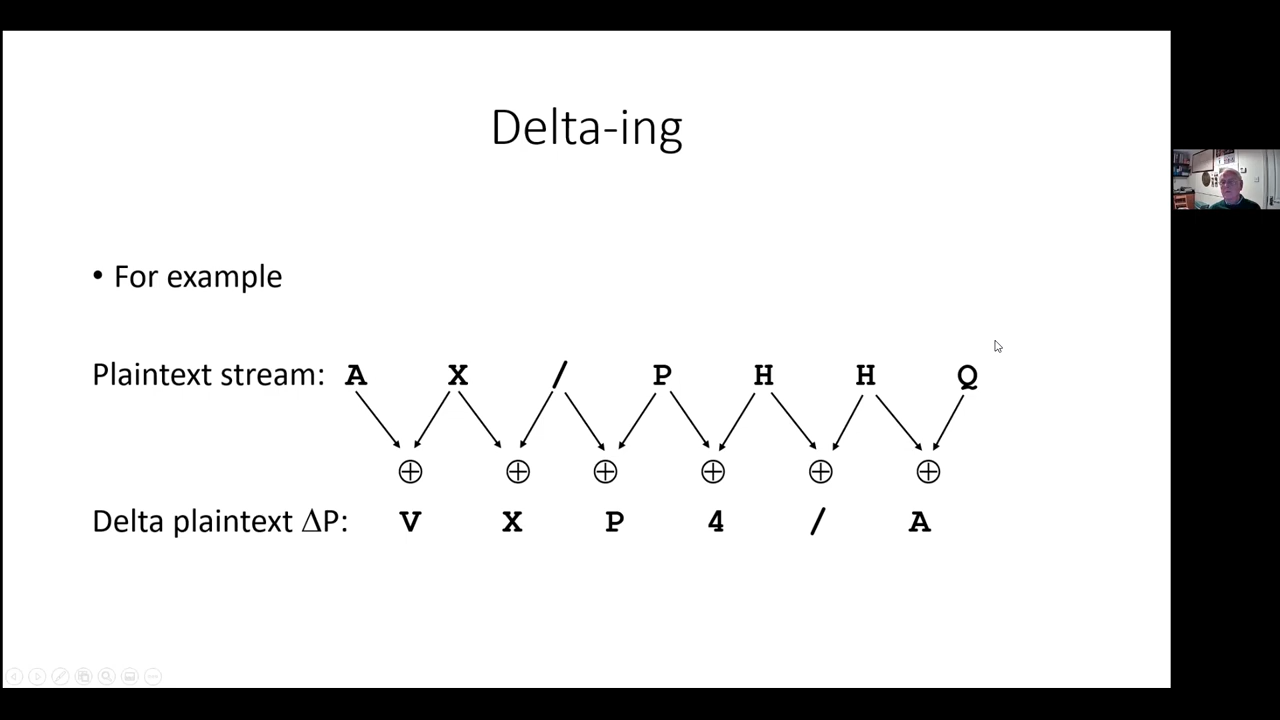 Delta-ing
• For example
Plaintext stream: A X / P H H Q
⊕ ⊕ ⊕ ⊕ ⊕ ⊕
Delta plaintext ΔP: V X P 4 / A